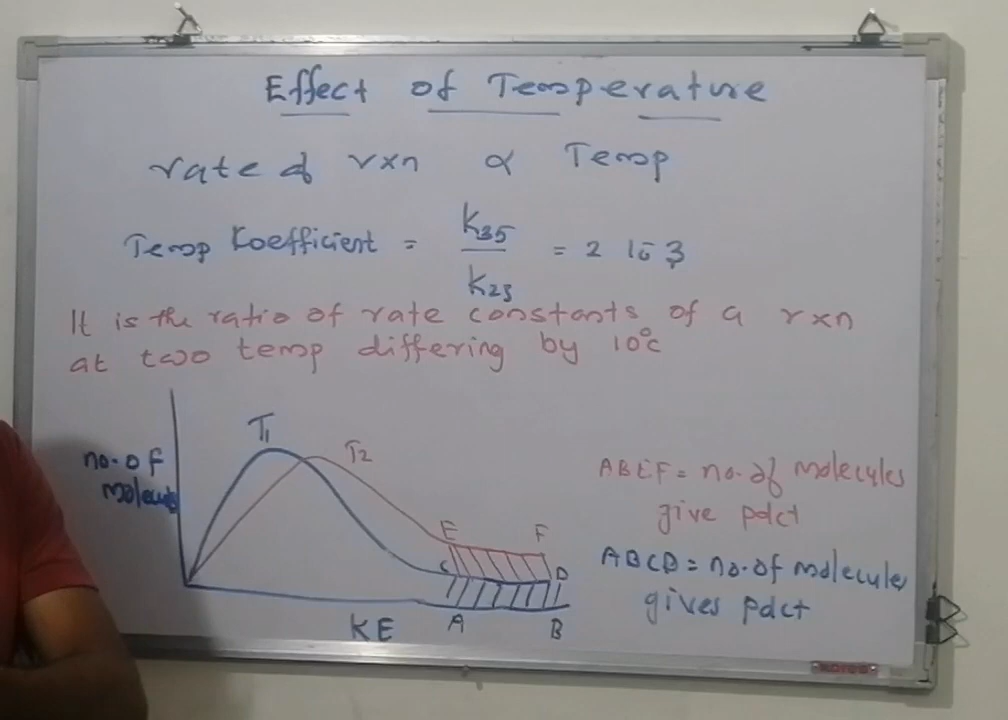 Effect of Temperature
rate of rxn α Temp
Temp Koefficient = K35 / K25 = 2 to 3
It is the ratio of rate constants of a rxn
at two temp differing by 10°C
T1
T2
no. of
molecules
E F
C D
A B
KE
ABEF = no. of molecules
give pdct
ABCD = no. of molecules
gives pdct